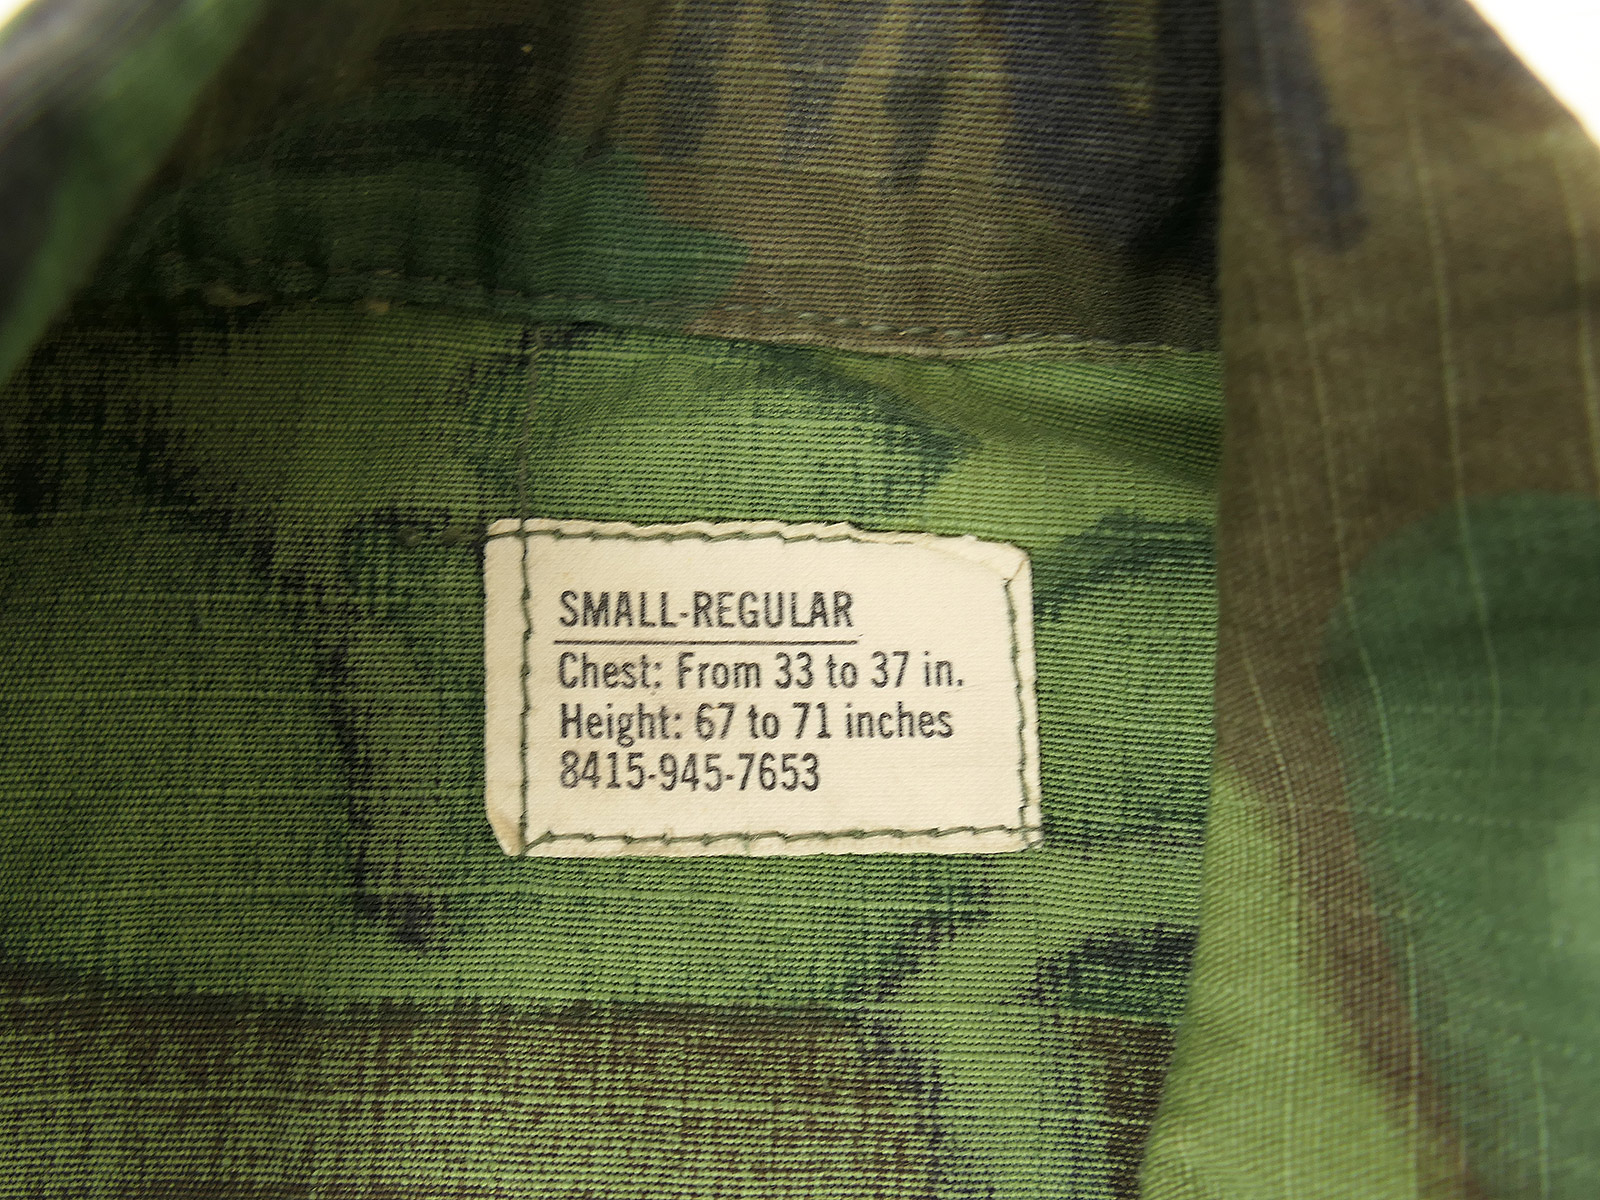 SMALL-REGULAR
Chest: From 33 to 37 in.
Height: 67 to 71 inches
8415-945-7653